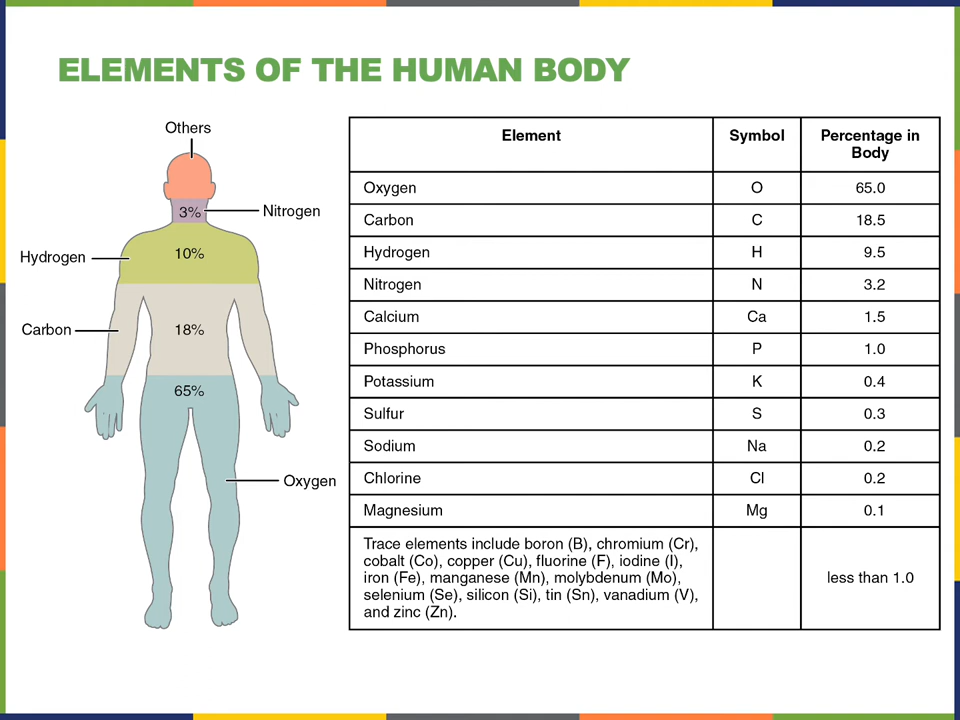 ELEMENTS OF THE HUMAN BODY
Others
3%
Nitrogen
Hydrogen
10%
Carbon
18%
65%
Oxygen
Element Symbol Percentage in
Body
Oxygen O 65.0
Carbon C 18.5
Hydrogen H 9.5
Nitrogen N 3.2
Calcium Ca 1.5
Phosphorus P 1.0
Potassium K 0.4
Sulfur S 0.3
Sodium Na 0.2
Chlorine Cl 0.2
Magnesium Mg 0.1
Trace elements include boron (B), chromium (Cr),
cobalt (Co), copper (Cu), fluorine (F), iodine (I),
iron (Fe), manganese (Mn), molybdenum (Mo),
selenium (Se), silicon (Si), tin (Sn), vanadium (V),
and zinc (Zn).
less than 1.0